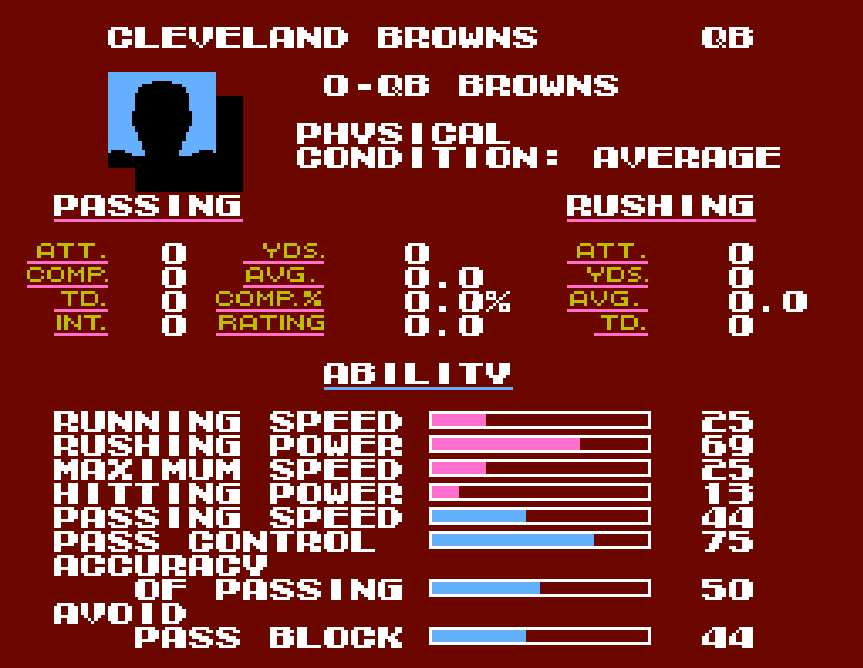 CLEVELAND BROWNS QB
0-QB BROWNS
PHYSICAL
CONDITION: AVERAGE
PASSING RUSHING
ATT. 0 YDS. 0 ATT. 0
COMP. 0 AVG. 0.0 YDS. 0
TD. 0 COMP.% 0.0% AVG. 0.0
INT. 0 RATING 0.0 TD. 0
ABILITY
RUNNING SPEED 25
RUSHING POWER 69
MAXIMUM SPEED 25
HITTING POWER 13
PASSING SPEED 44
PASS CONTROL 75
ACCURACY
OF PASSING 50
AVOID
PASS BLOCK 44